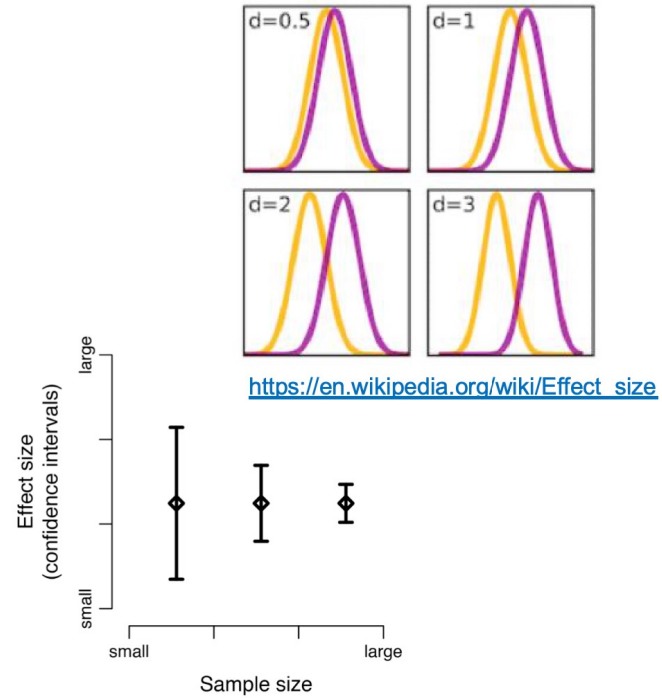 d=0.5
d=1
d=2
d=3
https://en.wikipedia.org/wiki/Effect_size
Effect size
(confidence intervals)
large
small
small
large
Sample size